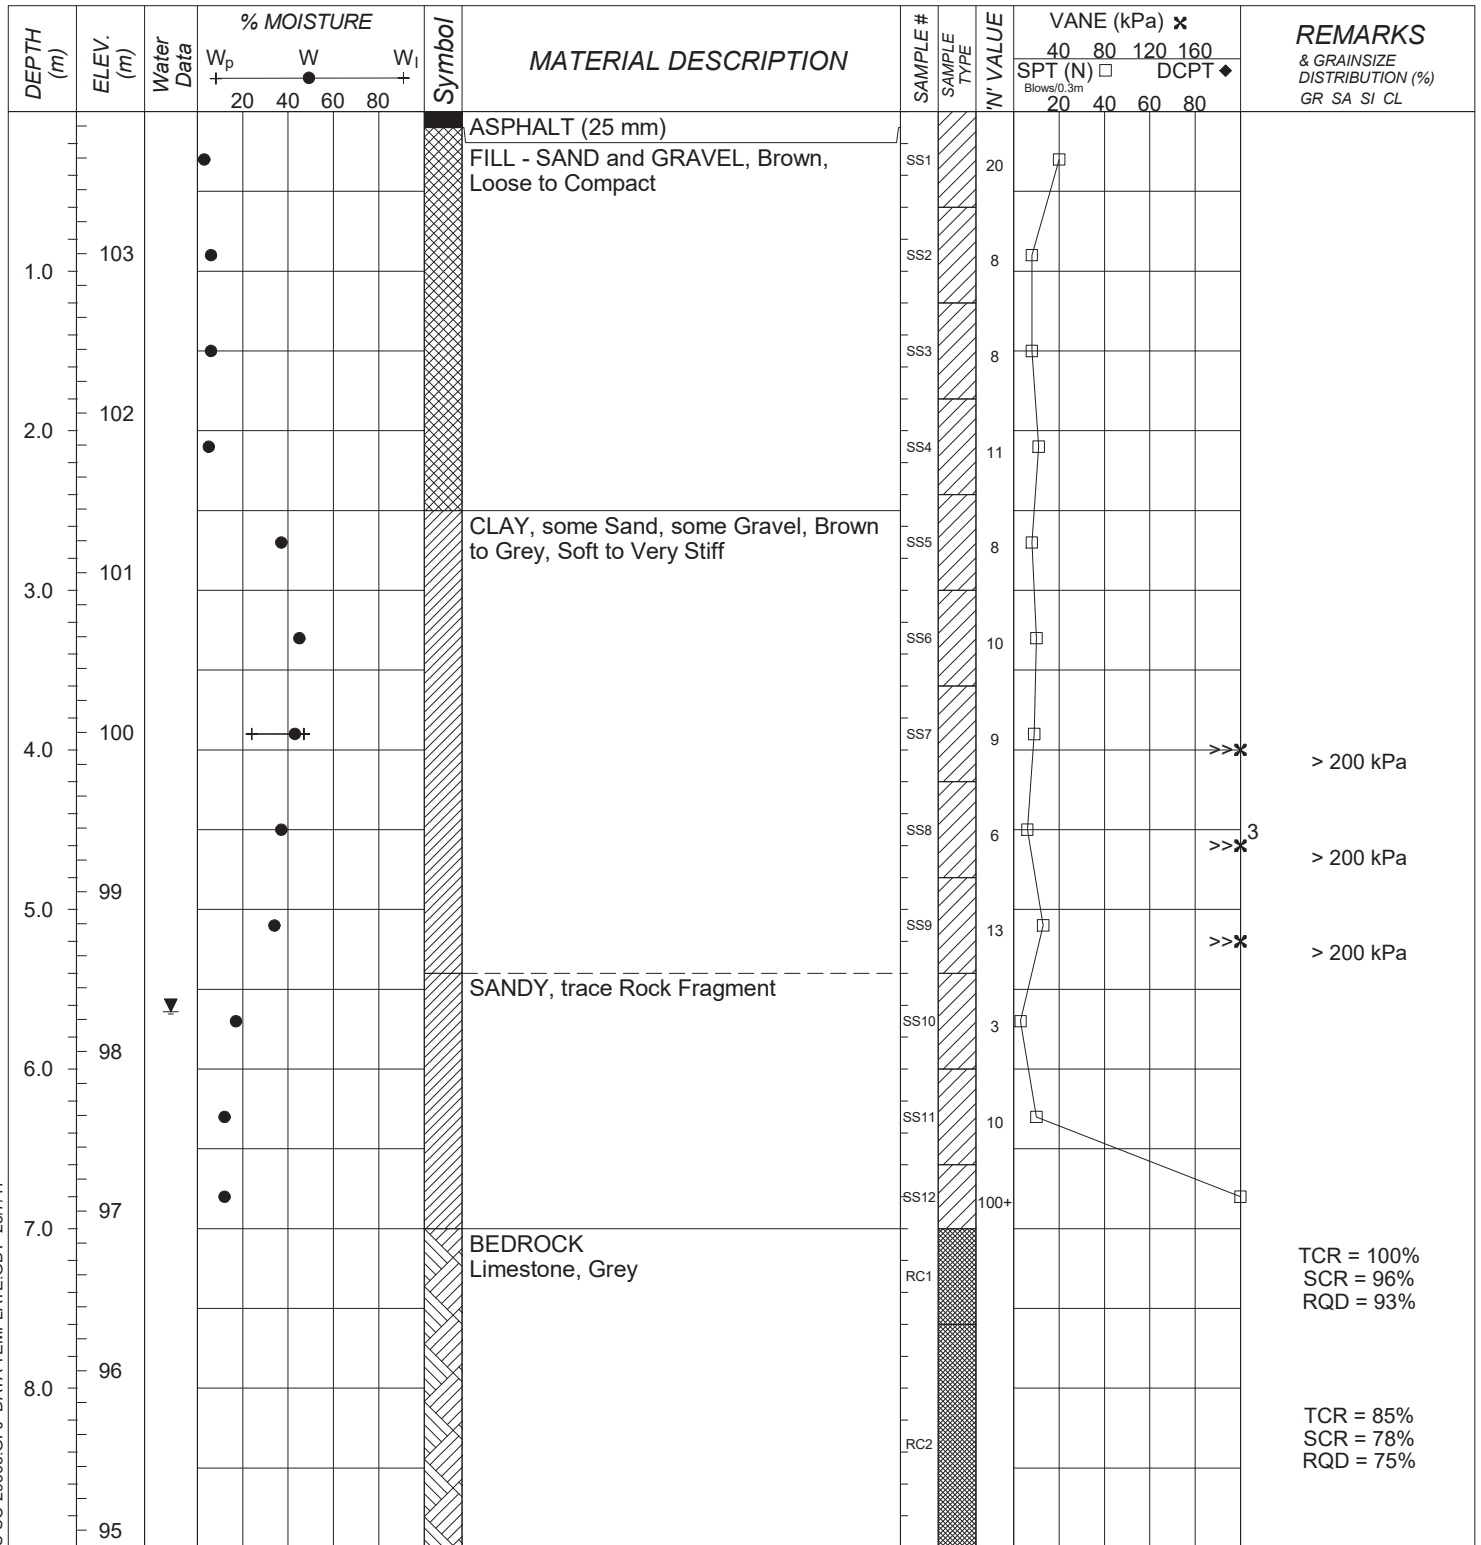 DEPTH (m)
ELEV. (m)
Water Data
% MOISTURE
Wp W Wl
20 40 60 80
Symbol
MATERIAL DESCRIPTION
SAMPLE #
SAMPLE TYPE
'N' VALUE
VANE (kPa)
40 80 120 160
SPT (N) DCPT
Blows/0.3m
20 40 60 80
REMARKS
& GRAINSIZE
DISTRIBUTION (%)
GR SA SI CL
ASPHALT (25 mm)
FILL - SAND and GRAVEL, Brown,
Loose to Compact
SS1 20
103
SS2 8
1.0
SS3 8
102
2.0
SS4 11
CLAY, some Sand, some Gravel, Brown
to Grey, Soft to Very Stiff
SS5 8
101
3.0
SS6 10
100
SS7 9
4.0
>>
> 200 kPa
SS8 6
3
>>
> 200 kPa
99
5.0
SS9 13
>>
> 200 kPa
SANDY, trace Rock Fragment
SS10 3
98
6.0
SS11 10
SS12 100+
97
7.0
BEDROCK
Limestone, Grey
RC1
TCR = 100%
SCR = 96%
RQD = 93%
96
8.0
RC2
TCR = 85%
SCR = 78%
RQD = 75%
95